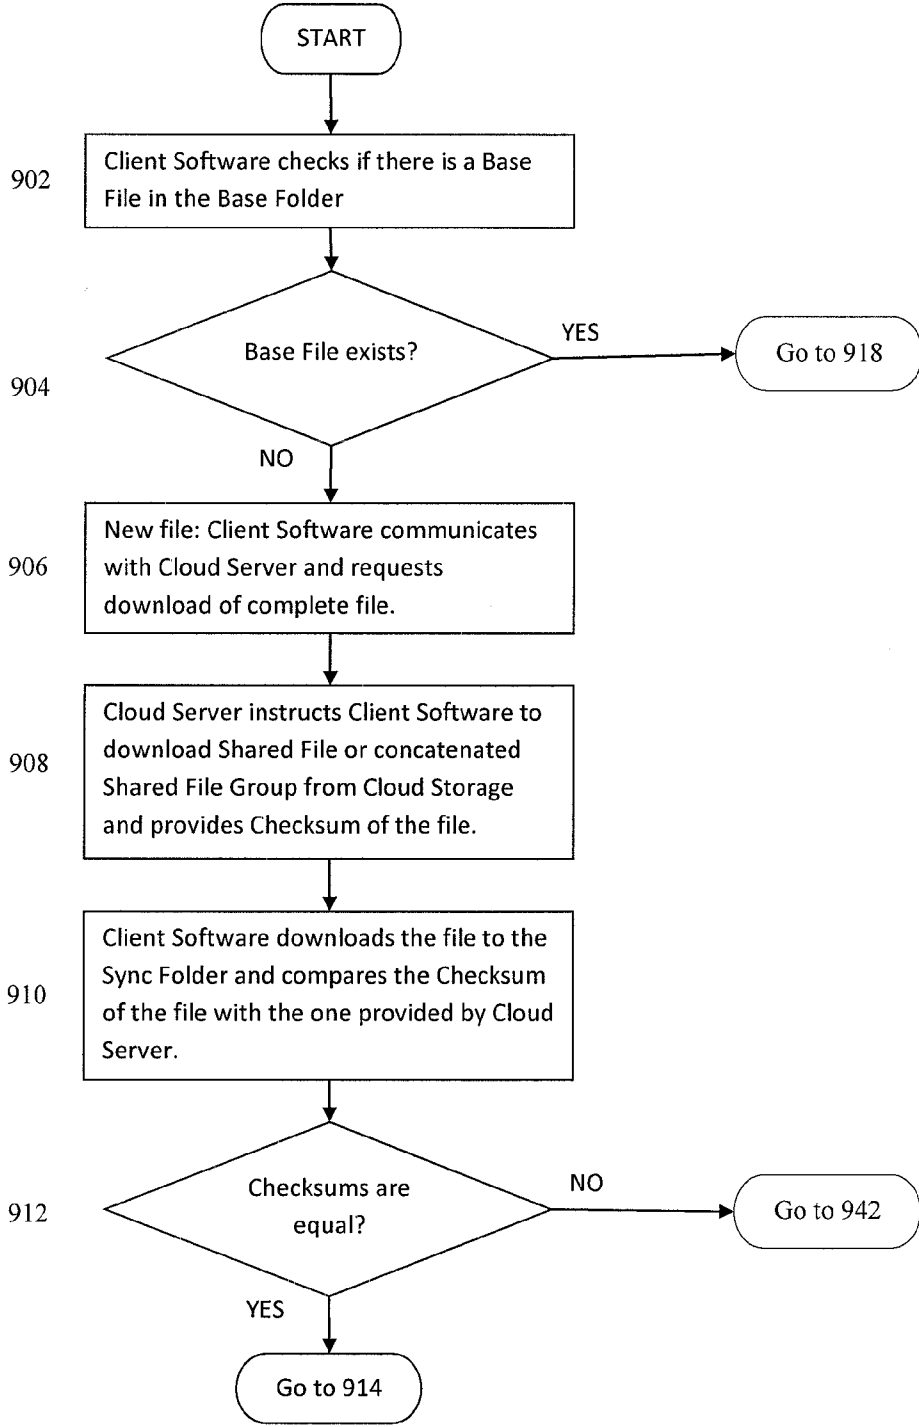 START
902
Client Software checks if there is a Base
File in the Base Folder
904
Base File exists?
YES
Go to 918
NO
906
New file: Client Software communicates
with Cloud Server and requests
download of complete file.
908
Cloud Server instructs Client Software to
download Shared File or concatenated
Shared File Group from Cloud Storage
and provides Checksum of the file.
910
Client Software downloads the file to the
Sync Folder and compares the Checksum
of the file with the one provided by Cloud
Server.
912
Checksums are
equal?
NO
Go to 942
YES
Go to 914